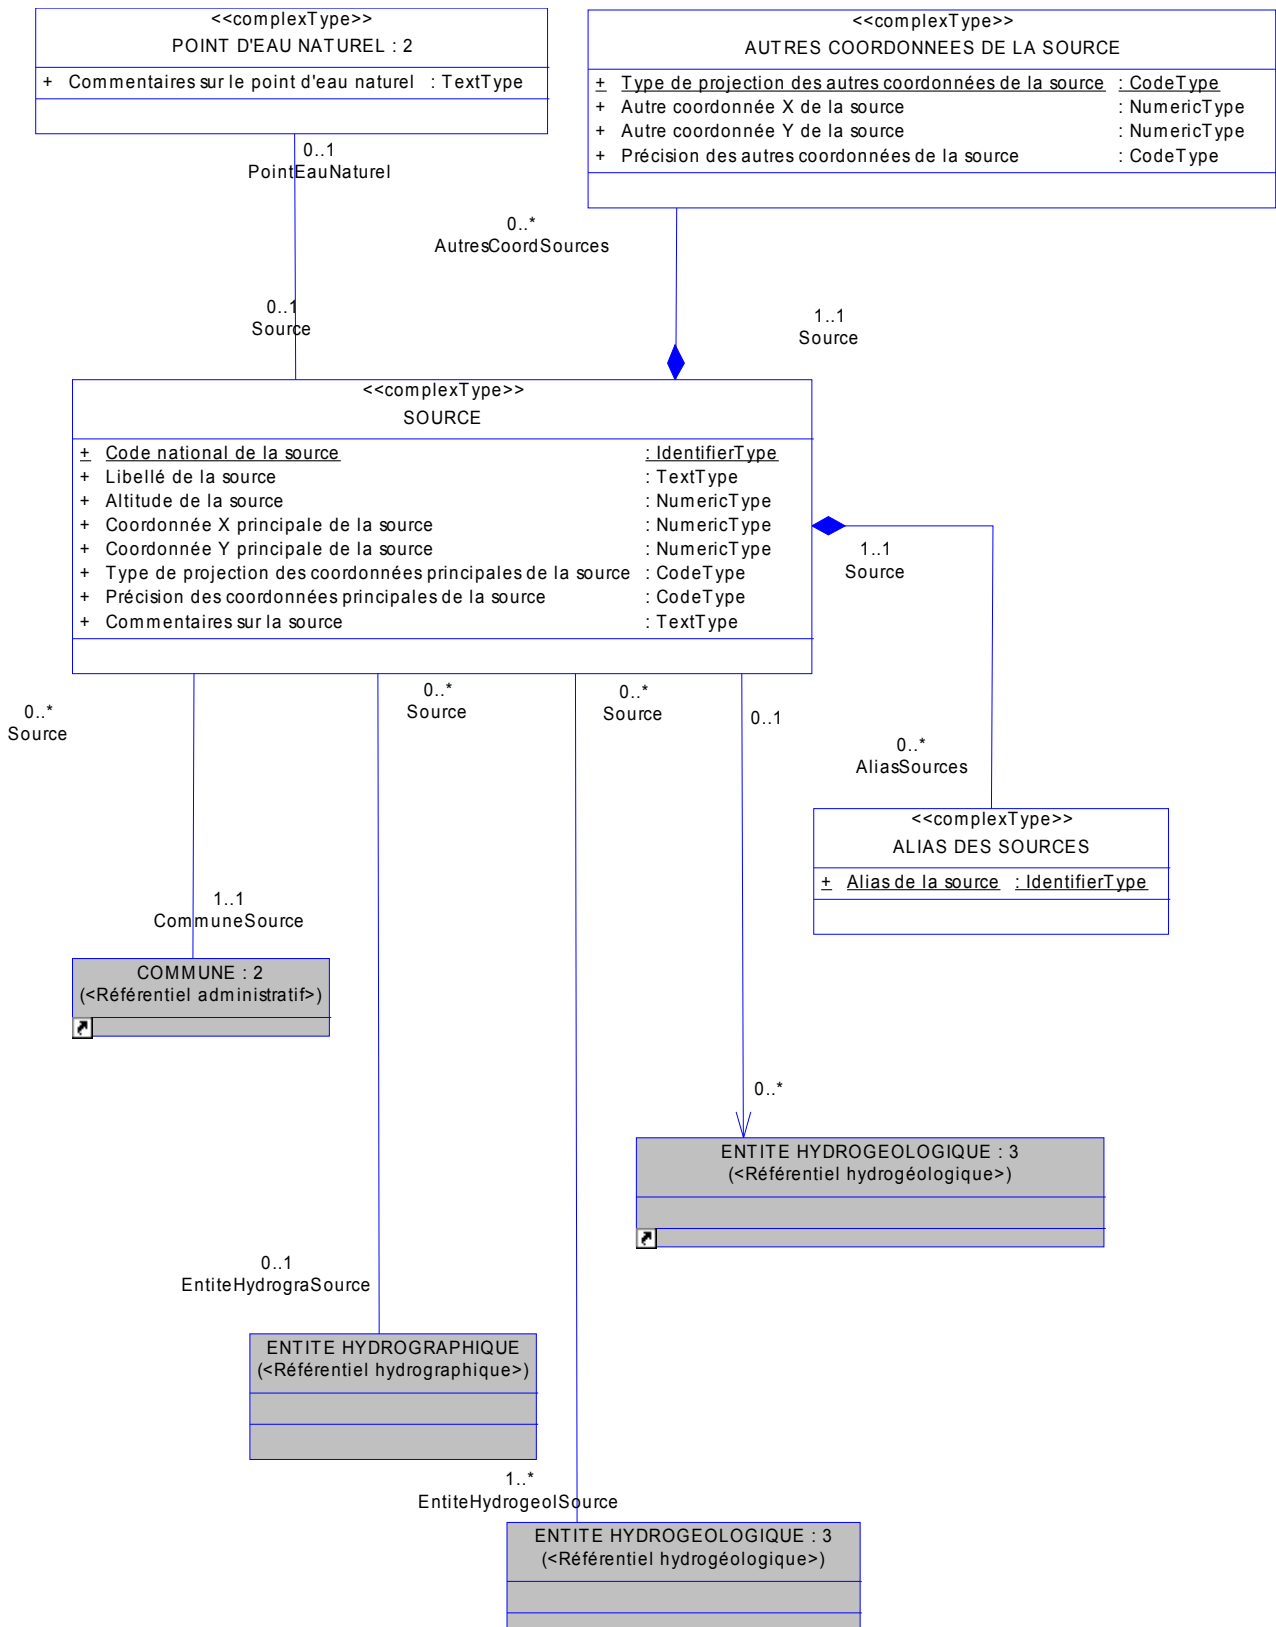 <<complexType>>
POINT D'EAU NATUREL : 2
+ Commentaires sur le point d'eau naturel : TextType
<<complexType>>
AUTRES COORDONNEES DE LA SOURCE
+ Type de projection des autres coordonnées de la source : CodeType
+ Autre coordonnée X de la source : NumericType
+ Autre coordonnée Y de la source : NumericType
+ Précision des autres coordonnées de la source : CodeType
0..1
PointEauNaturel
0..*
AutresCoordSources
0..1
Source
1..1
Source
<<complexType>>
SOURCE
+ Code national de la source : IdentifierType
+ Libellé de la source : TextType
+ Altitude de la source : NumericType
+ Coordonnée X principale de la source : NumericType
+ Coordonnée Y principale de la source : NumericType
+ Type de projection des coordonnées principales de la source : CodeType
+ Précision des coordonnées principales de la source : CodeType
+ Commentaires sur la source : TextType
1..1
Source
0..*
Source
0..*
Source
0..*
Source
0..1
0..*
AliasSources
<<complexType>>
ALIAS DES SOURCES
+ Alias de la source : IdentifierType
1..1
CommuneSource
COMMUNE : 2
(<Référentiel administratif>)
0..*
ENTITE HYDROGEOLOGIQUE : 3
(<Référentiel hydrogéologique>)
0..1
EntiteHydrograSource
ENTITE HYDROGRAPHIQUE
(<Référentiel hydrographique>)
1..*
EntiteHydrogeolSource
ENTITE HYDROGEOLOGIQUE : 3
(<Référentiel hydrogéologique>)